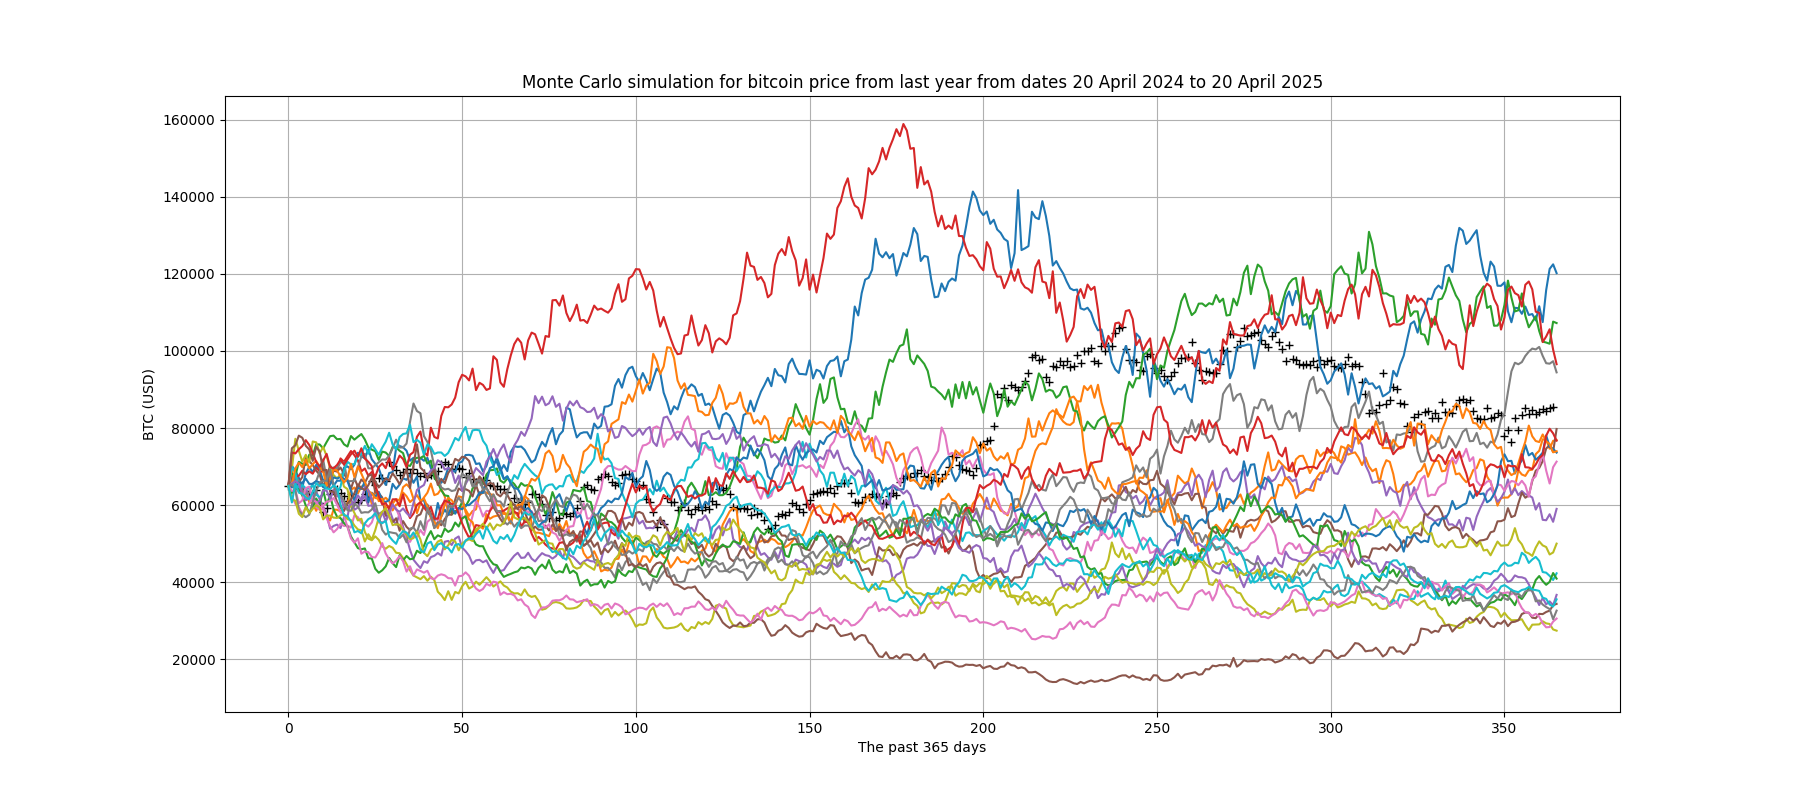 Monte Carlo simulation for bitcoin price from last year from dates 20 April 2024 to 20 April 2025
160000
140000
120000
100000
80000
60000
40000
20000
BTC (USD)
0 50 100 150 200 250 300 350
The past 365 days